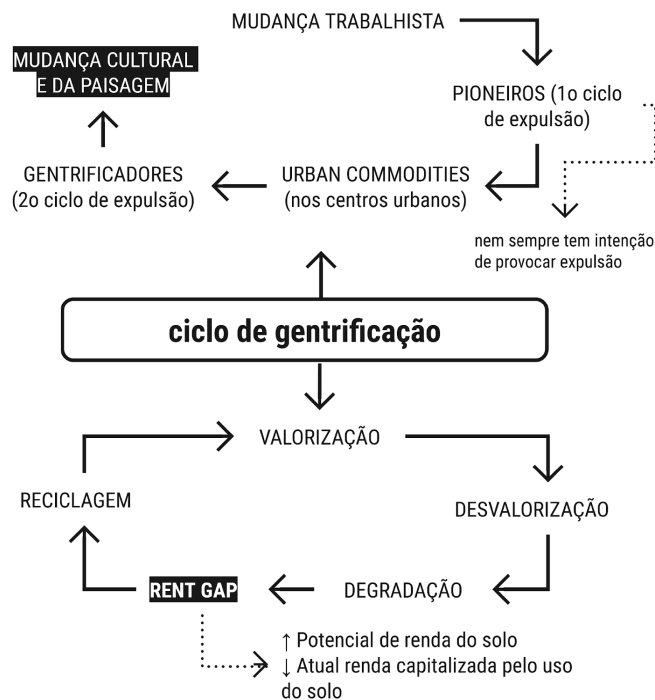 MUDANÇA TRABALHISTA
MUDANÇA CULTURAL
E DA PAISAGEM
PIONEIROS (1o ciclo
de expulsão)
GENTRIFICADORES
(2o ciclo de expulsão)
URBAN COMMODITIES
(nos centros urbanos)
nem sempre tem intenção
de provocar expulsão
ciclo de gentrificação
VALORIZAÇÃO
RECICLAGEM
DESVALORIZAÇÃO
RENT GAP
DEGRADAÇÃO
↑ Potencial de renda do solo
↓ Atual renda capitalizada pelo uso
do solo